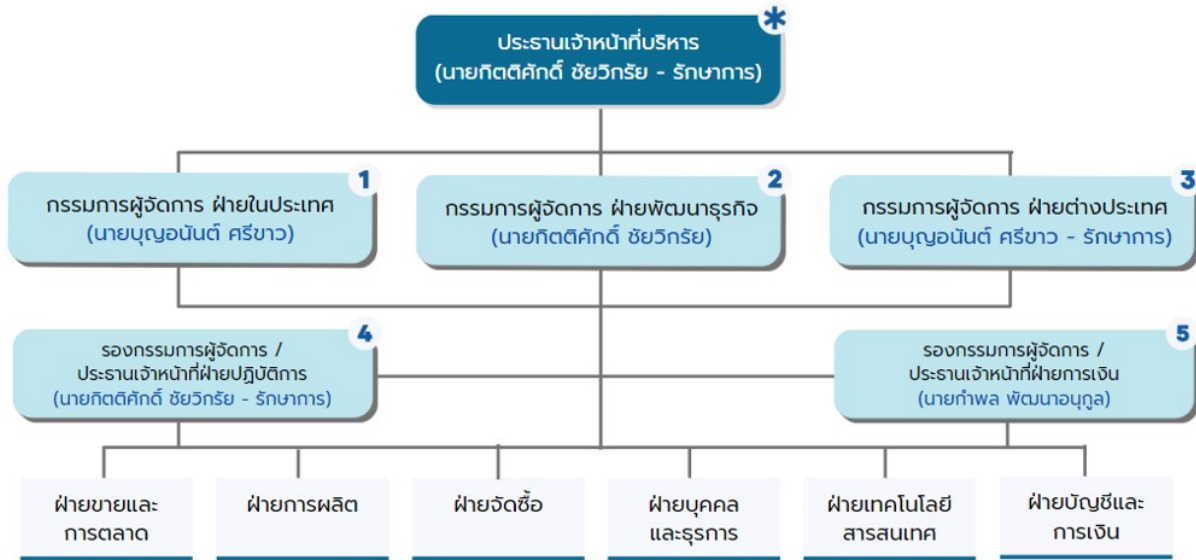 *
ประธานเจ้าหน้าที่บริหาร
(นายกิตติศักดิ์ ชัยวิกรัย - รักษาการ)
1
กรรมการผู้จัดการ ฝ่ายในประเทศ
(นายบุญอนันต์ ศรีขาว)
2
กรรมการผู้จัดการ ฝ่ายพัฒนาธุรกิจ
(นายกิตติศักดิ์ ชัยวิกรัย)
3
กรรมการผู้จัดการ ฝ่ายต่างประเทศ
(นายบุญอนันต์ ศรีขาว - รักษาการ)
4
รองกรรมการผู้จัดการ /
ประธานเจ้าหน้าที่ฝ่ายปฏิบัติการ
(นายกิตติศักดิ์ ชัยวิกรัย - รักษาการ)
5
รองกรรมการผู้จัดการ /
ประธานเจ้าหน้าที่ฝ่ายการเงิน
(นายกำพล พัฒนาอนุกูล)
ฝ่ายขายและ
การตลาด
ฝ่ายการผลิต
ฝ่ายจัดซื้อ
ฝ่ายบุคคล
และธุรการ
ฝ่ายเทคโนโลยี
สารสนเทศ
ฝ่ายบัญชีและ
การเงิน